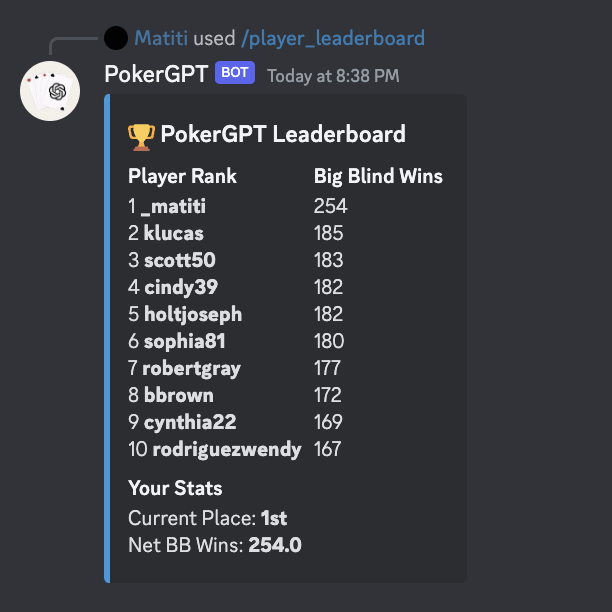 Matiti used /player_leaderboard
PokerGPT BOT Today at 8:38 PM
PokerGPT Leaderboard
Player Rank Big Blind Wins
1 _matiti 254
2 klucas 185
3 scott50 183
4 cindy39 182
5 holtjoseph 182
6 sophia81 180
7 robertgray 177
8 bbrown 172
9 cynthia22 169
10 rodriguezwendy 167
Your Stats
Current Place: 1st
Net BB Wins: 254.0